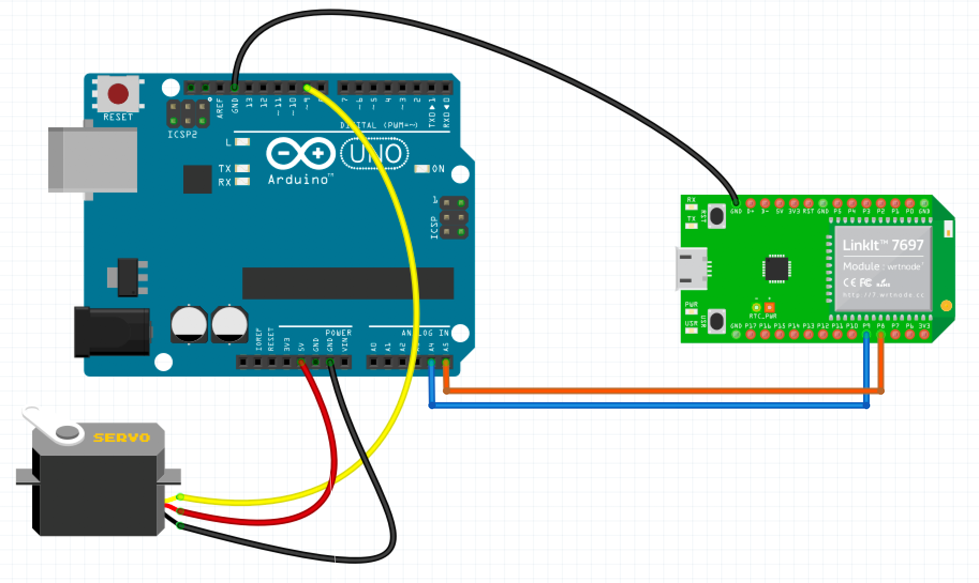 RESET
ICSP2
AREF
GND
13
12
~11
~10
~9
7
~6
~5
4
~3
2
TXD▶1
RXD◀0
DIGITAL (PWM=~)
L
TX
RX
UNO
Arduino™
ON
1
ICSP
IOREF
RESET
3V3
5V
GND
GND
VIN
POWER
ANALOG IN
A0
A1
A2
A4
A5
SERVO
RX
TX
RST
GND D+ D- 5V 3V3 RST GND P5 P4 P3 P2 P1 P0 GND
LinkIt™ 7697
Module: wrtnode
CE FC
http://7.wrtnode.cc
PWR
USR
USR
RTC_PWR
GND P17 P16 P15 P14 P13 P12 P11 P10 P9 P8 P7 P6 3V3